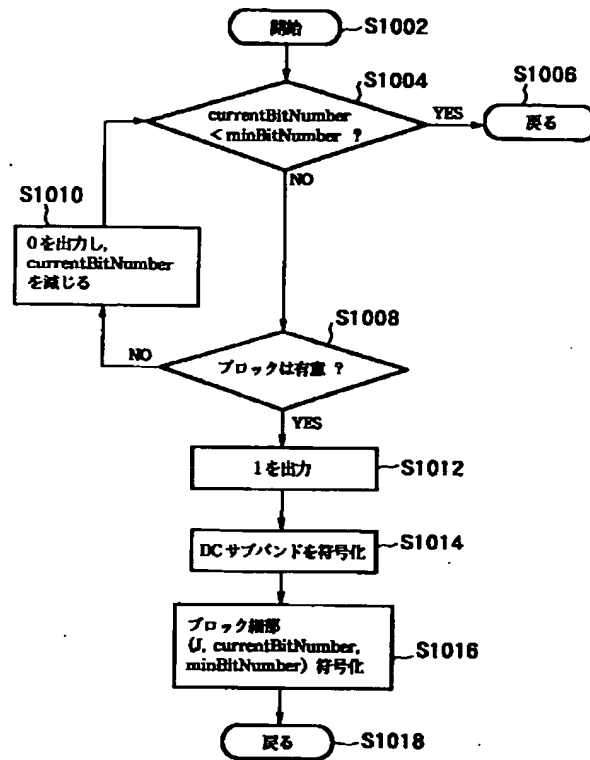 開始
S1002
S1004
currentBitNumber
< minBitNumber ?
YES
S1006
戻る
NO
S1010
0を出力し,
currentBitNumber
を減じる
S1008
ブロックは有意 ?
NO
YES
1を出力
S1012
DCサブバンドを符号化
S1014
ブロック細部
(J, currentBitNumber,
minBitNumber) 符号化
S1016
戻る
S1018